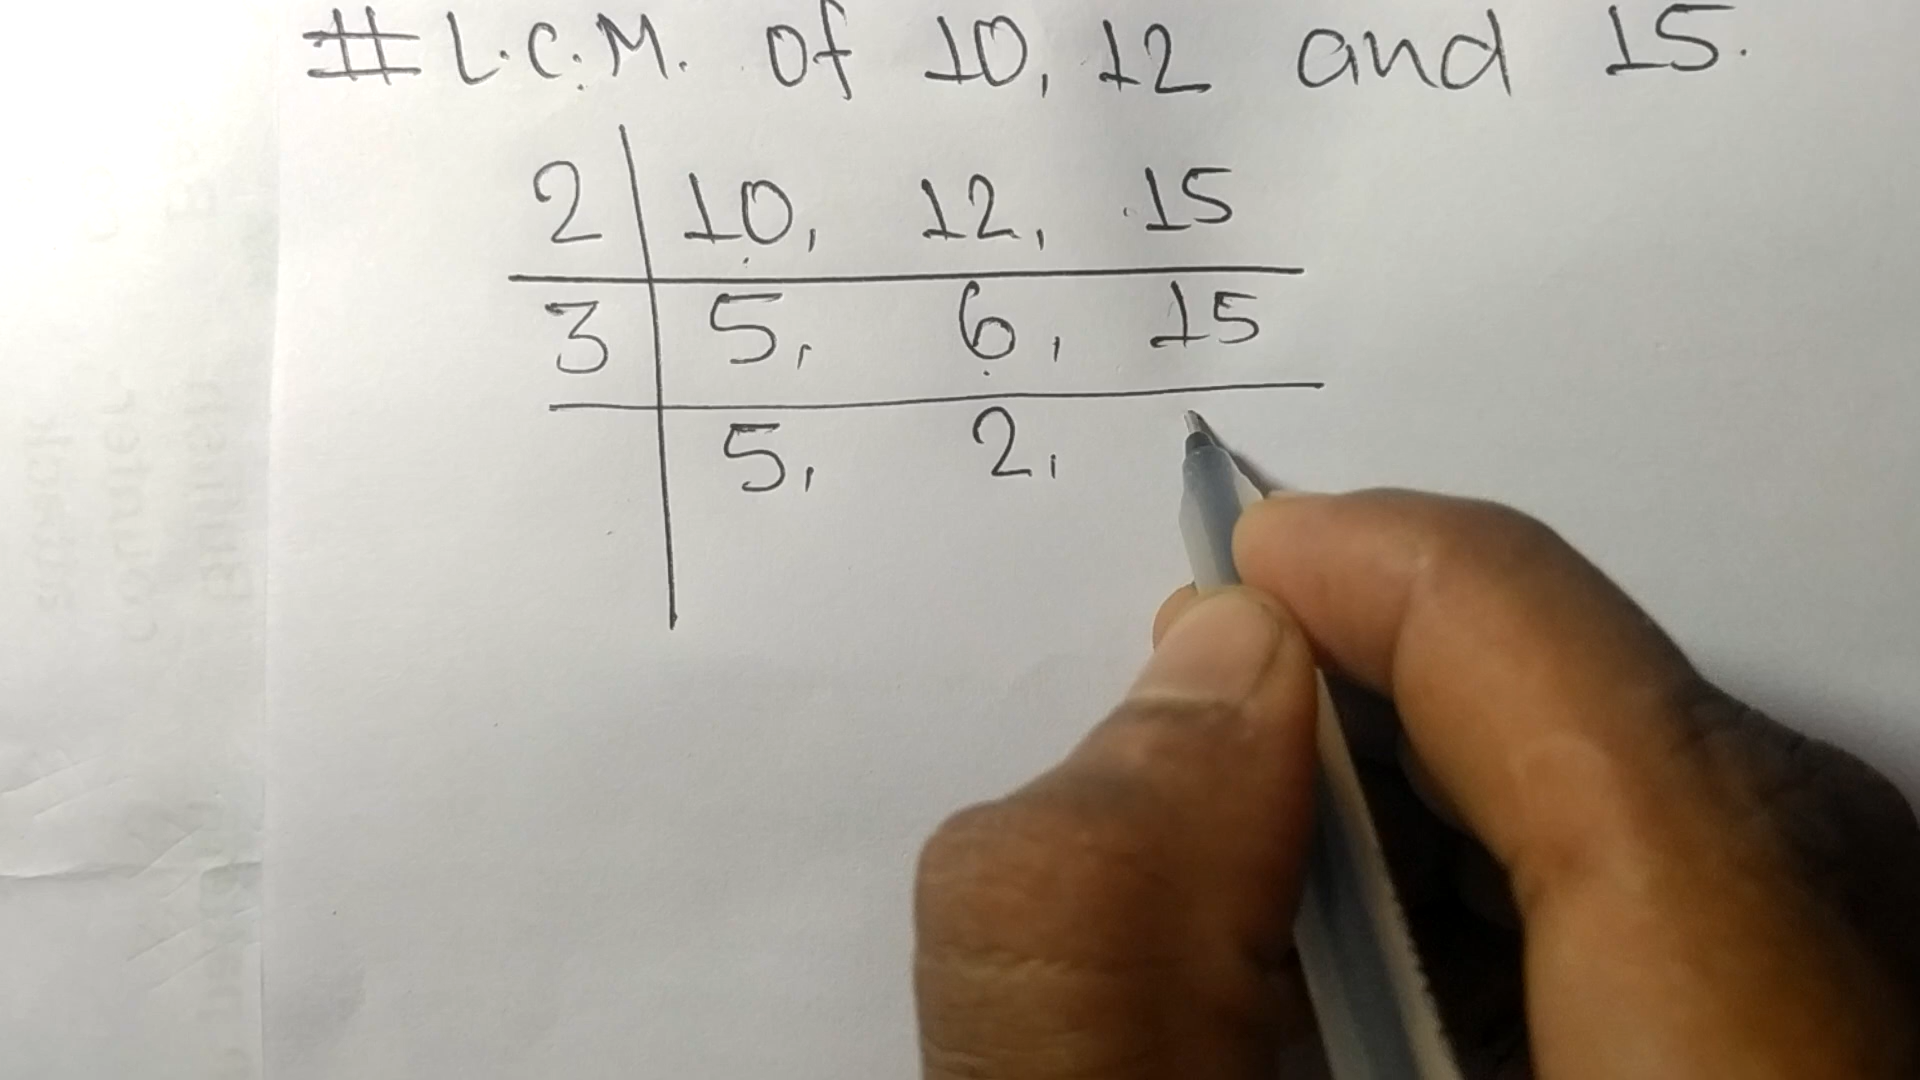 # L.C.M. of 10, 12 and 15.
2 10, 12, 15
3 5, 6, 15
5, 2,